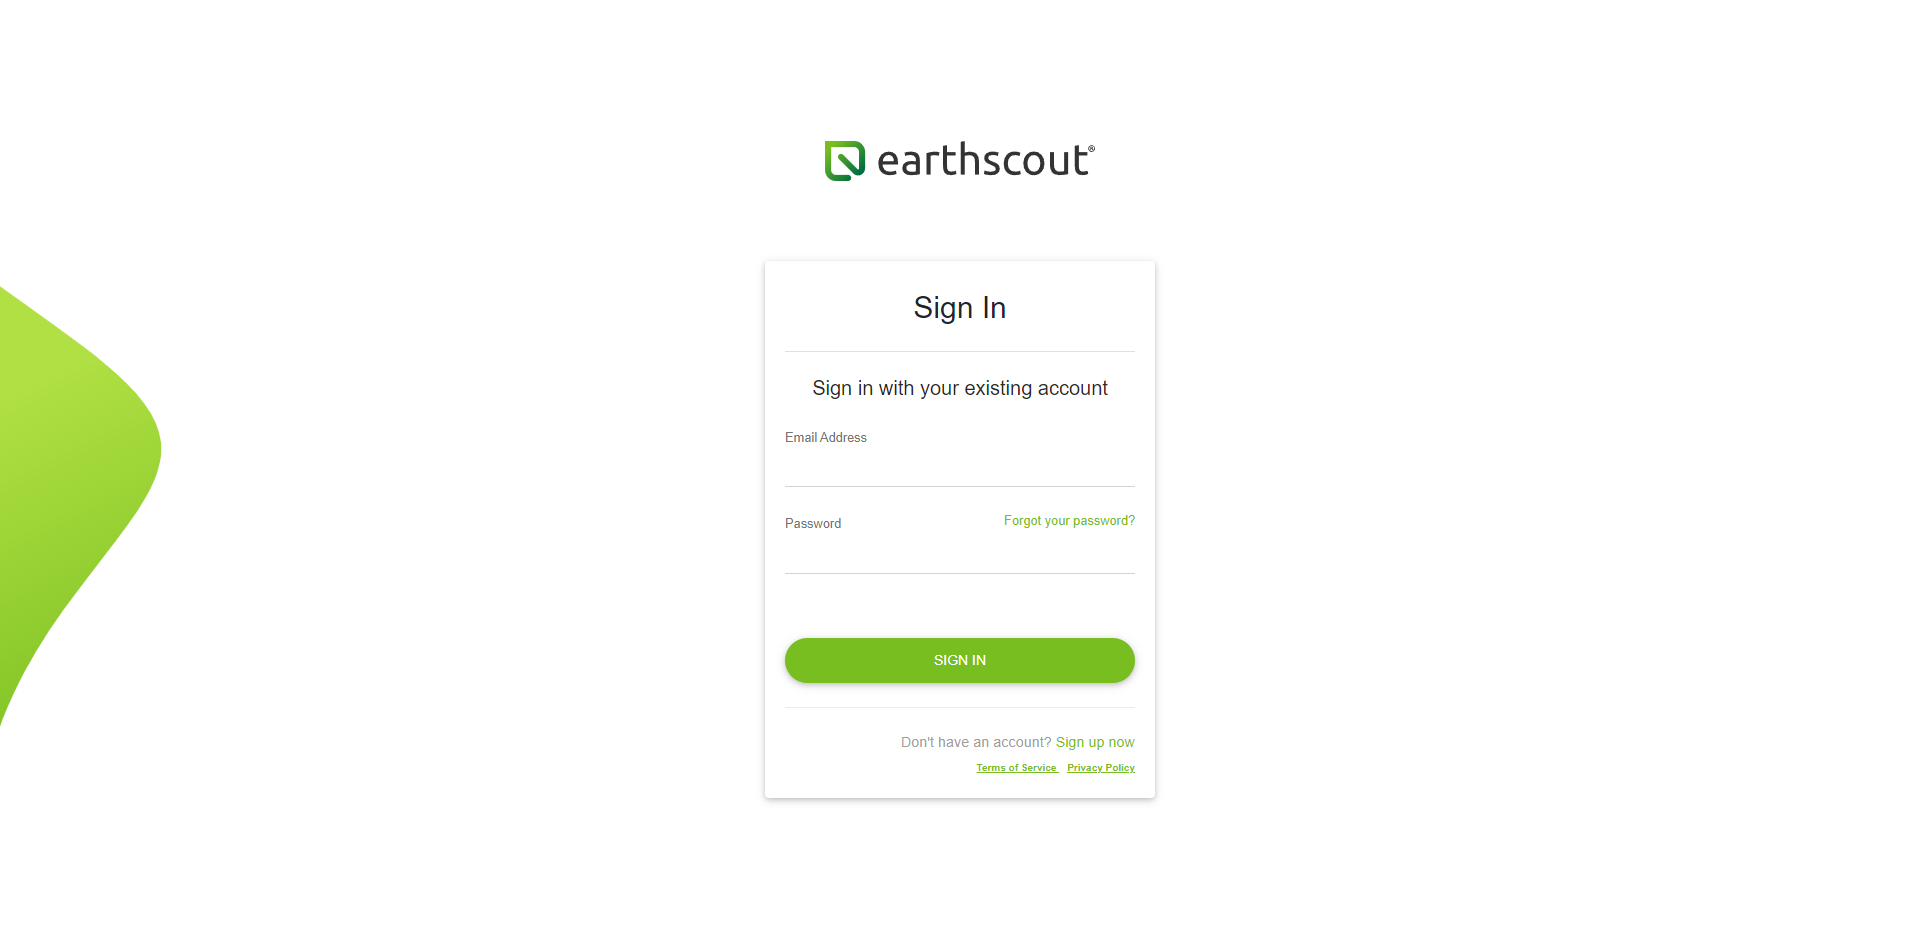 earthscout®
Sign In
Sign in with your existing account
Email Address
Password
Forgot your password?
SIGN IN
Don't have an account? Sign up now
Terms of Service Privacy Policy